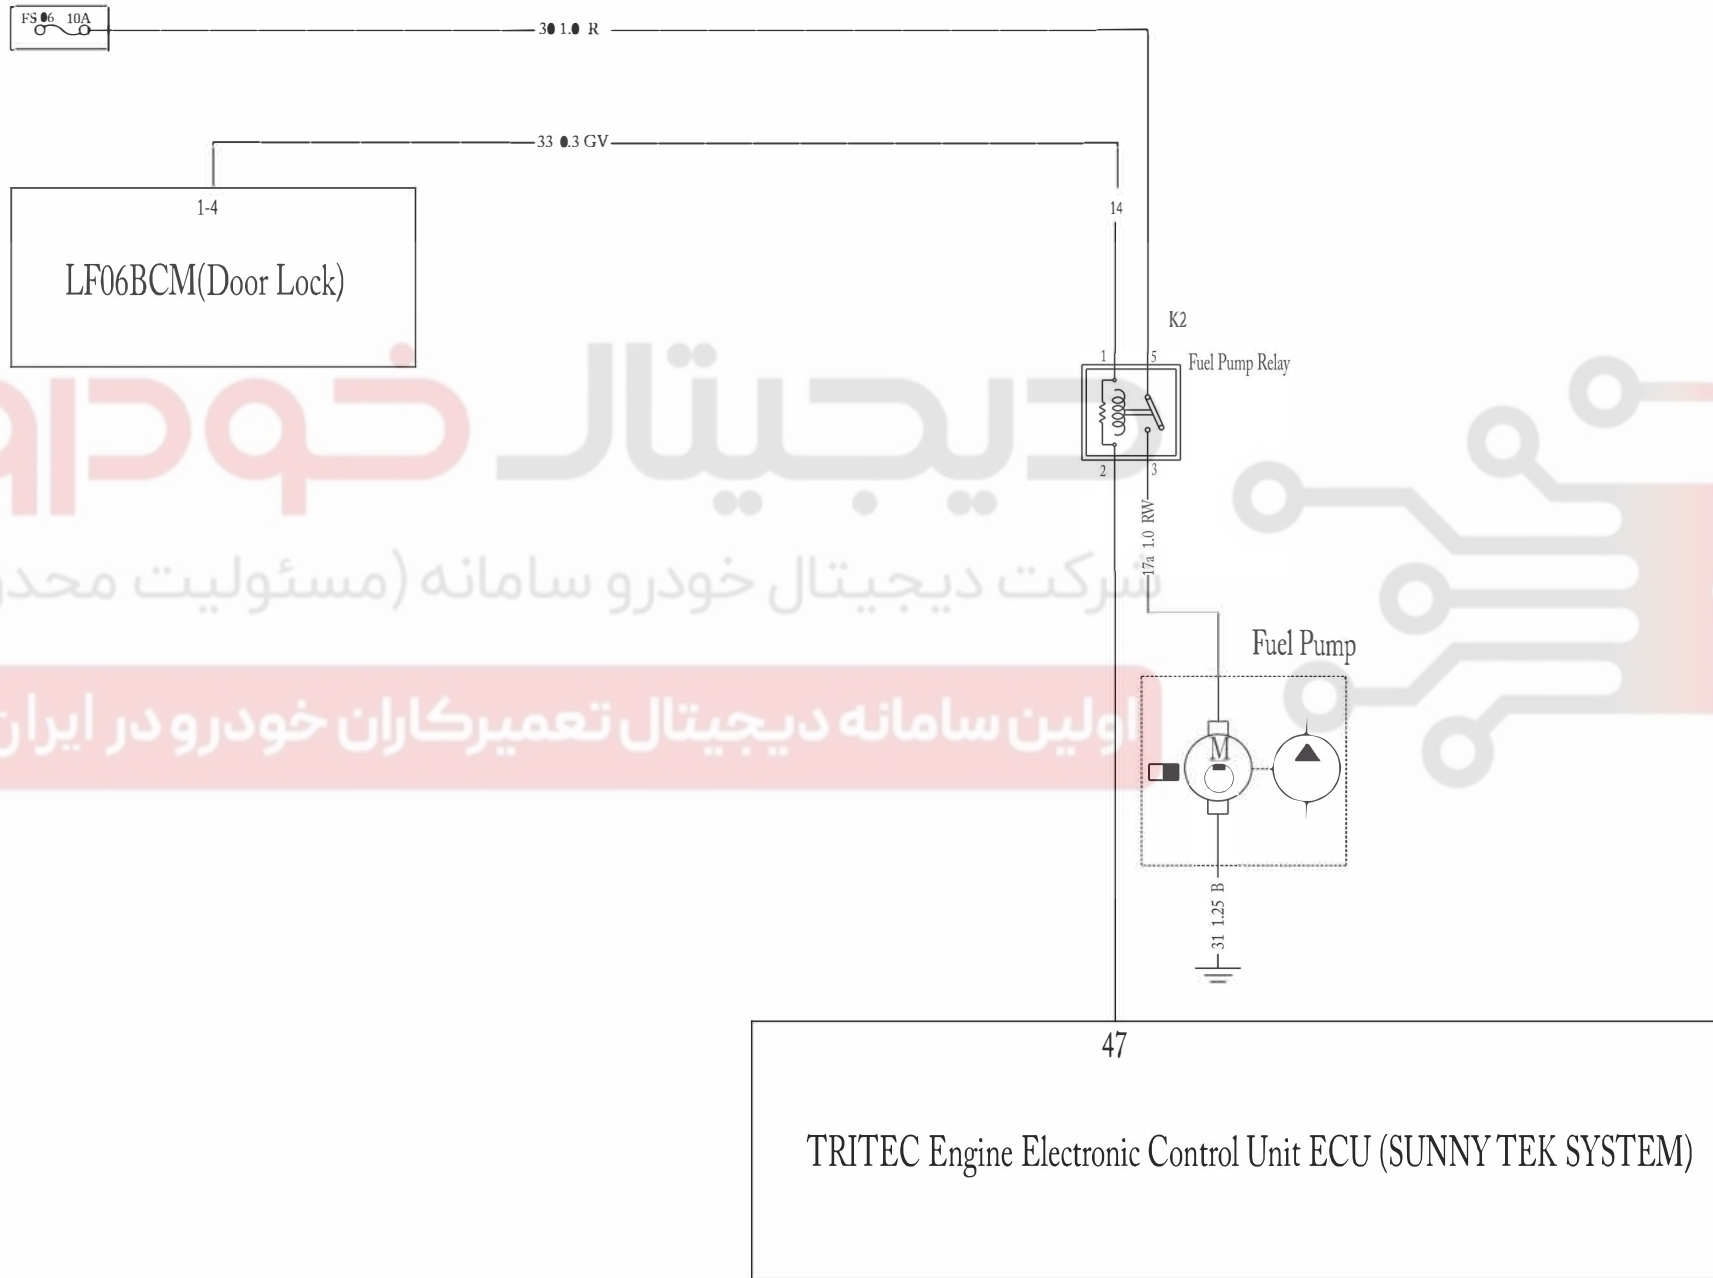 FS06 10A
30 1.0 R
33 0.3 GV
1-4
14
LF06BCM(Door Lock)
K2
1
5
Fuel Pump Relay
دیجیتال خودرو
2
3
17a 1.0 RW
شرکت دیجیتال خودرو سامانه (مسئولیت
Fuel Pump
اولین سامانه دیجیتال تعمیرکاران خودرو در ایران
M
31 1.25 B
47
TRITEC Engine Electronic Control Unit ECU (SUNNY TEK SYSTEM)